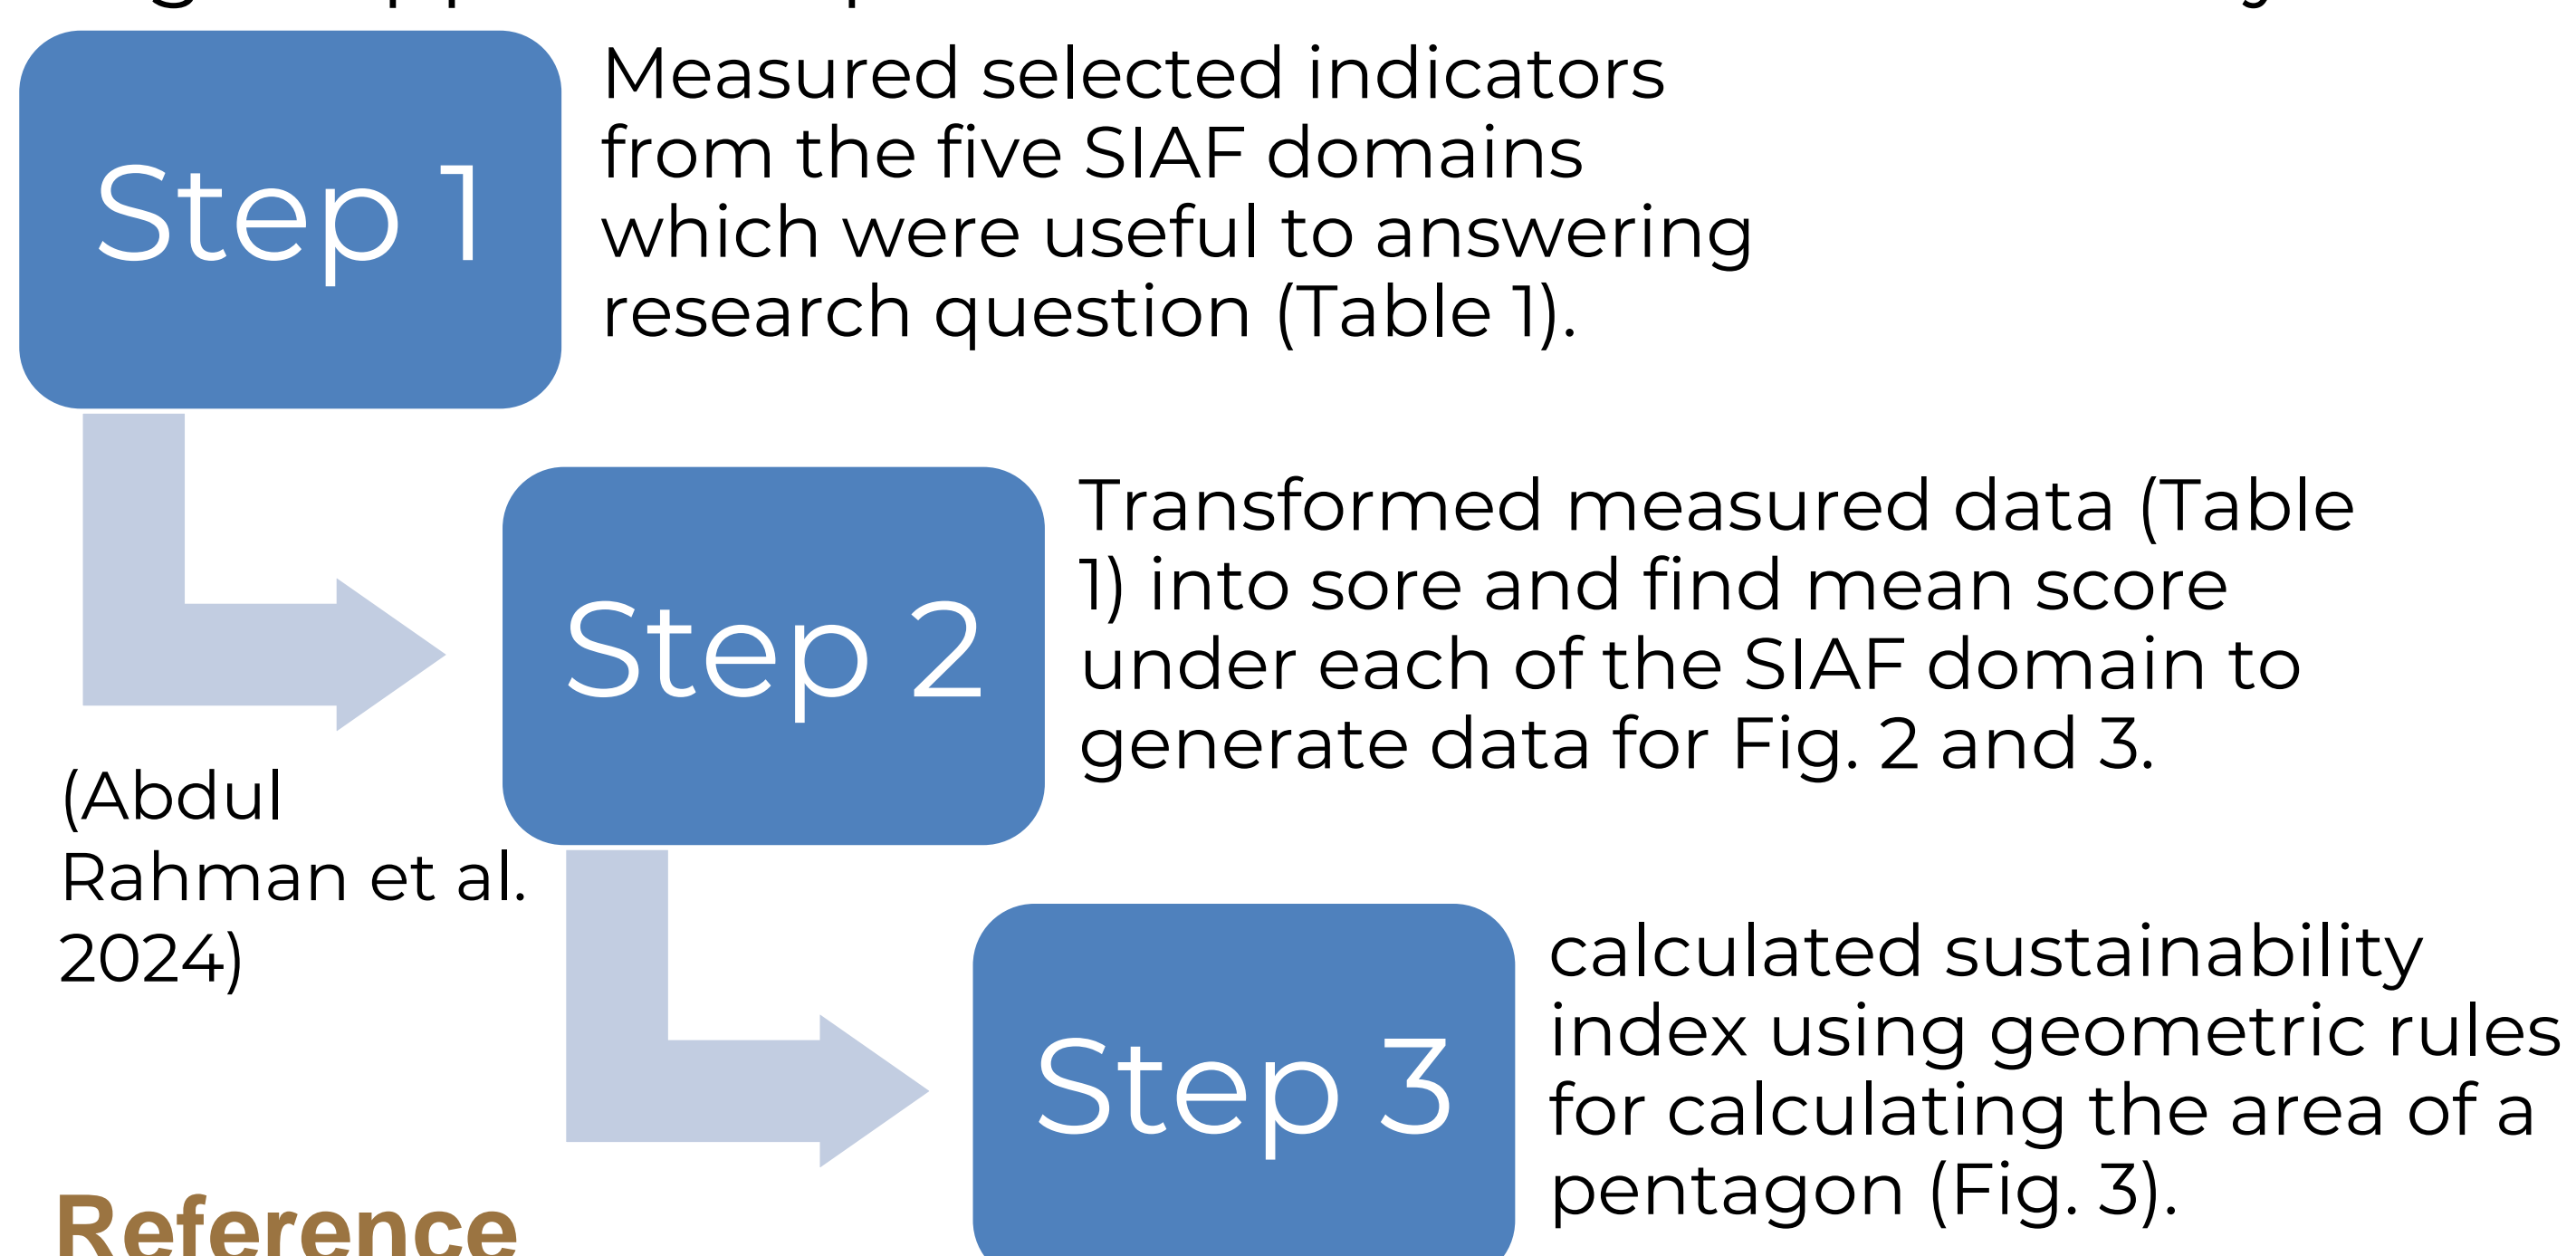 Step 1
Measured selected indicators
from the five SIAF domains
which were useful to answering
research question (Table 1).
Step 2
Transformed measured data (Table
1) into sore and find mean score
under each of the SIAF domain to
generate data for Fig. 2 and 3.
(Abdul
Rahman et al.
2024)
Step 3
calculated sustainability
index using geometric rules
for calculating the area of a
pentagon (Fig. 3).
Reference